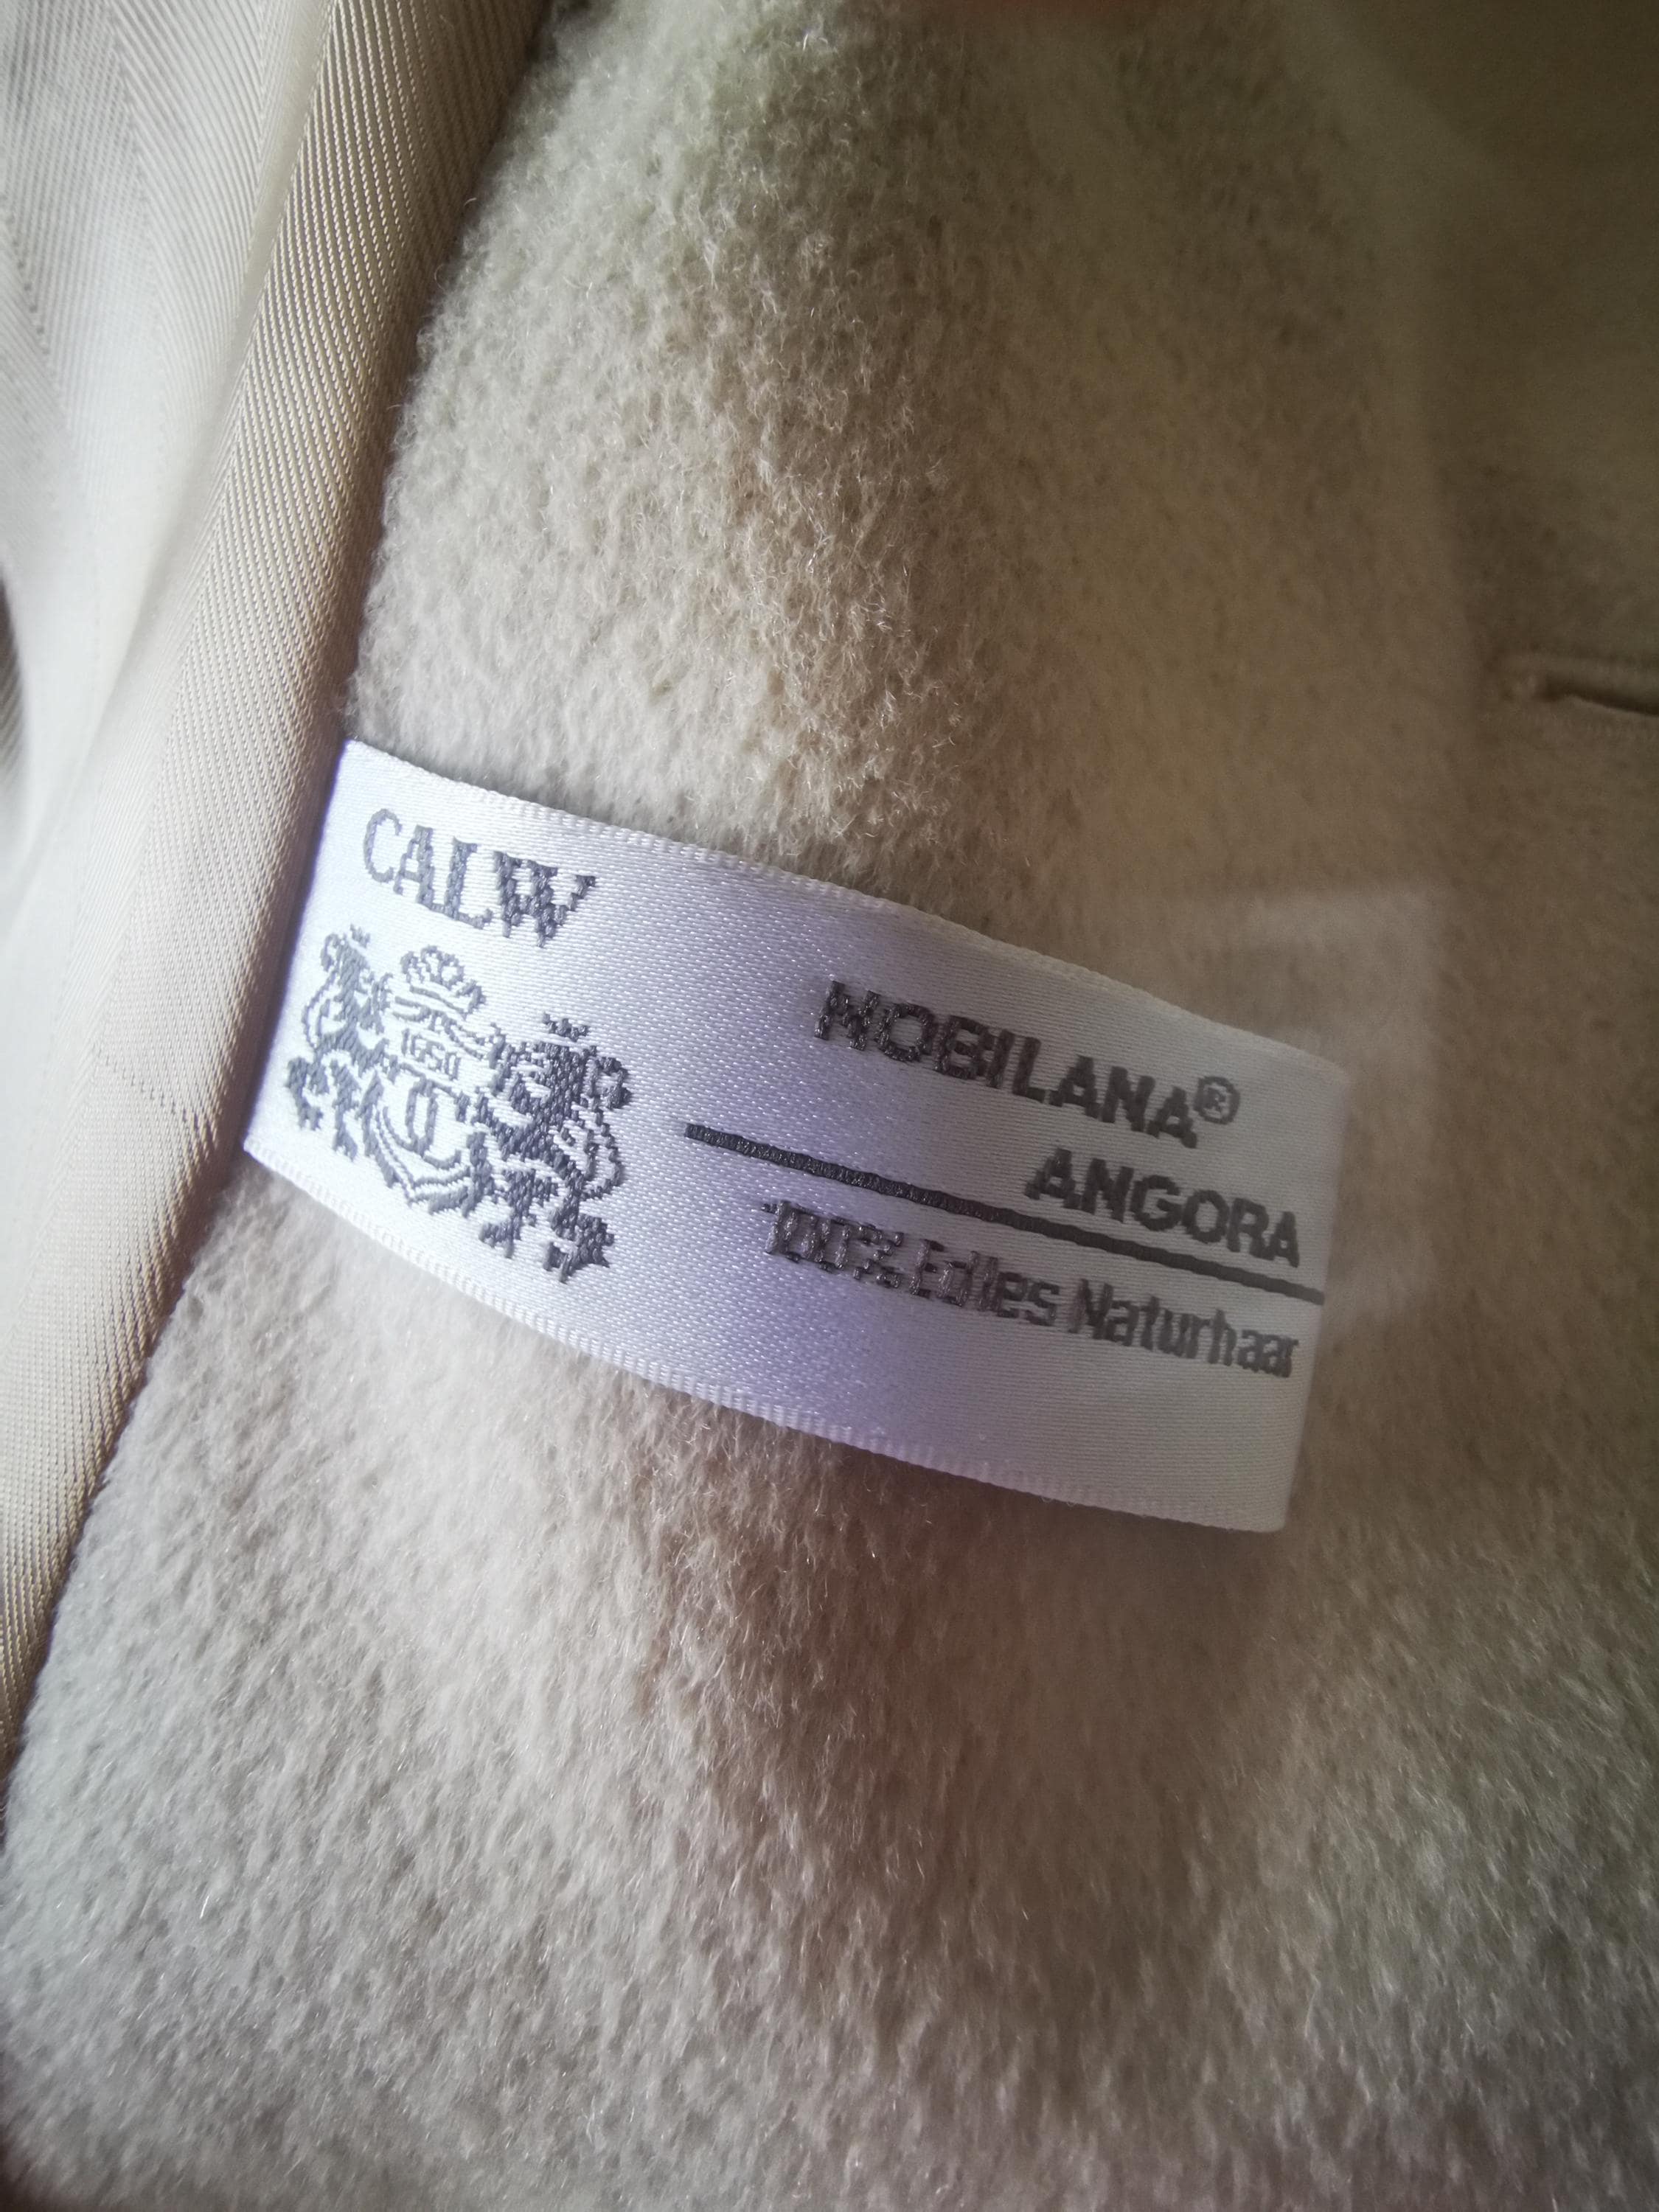 CALW
1650
NOBILANA®
ANGORA
100% Edles Naturhaar